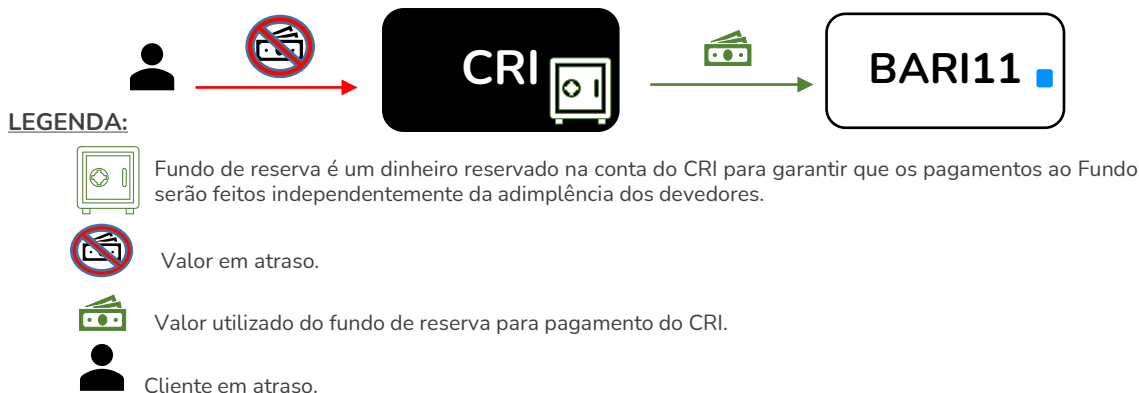 CRI
BARI11
LEGENDA:
Fundo de reserva é um dinheiro reservado na conta do CRI para garantir que os pagamentos ao Fundo
serão feitos independentemente da adimplência dos devedores.
Valor em atraso.
Valor utilizado do fundo de reserva para pagamento do CRI.
Cliente em atraso.